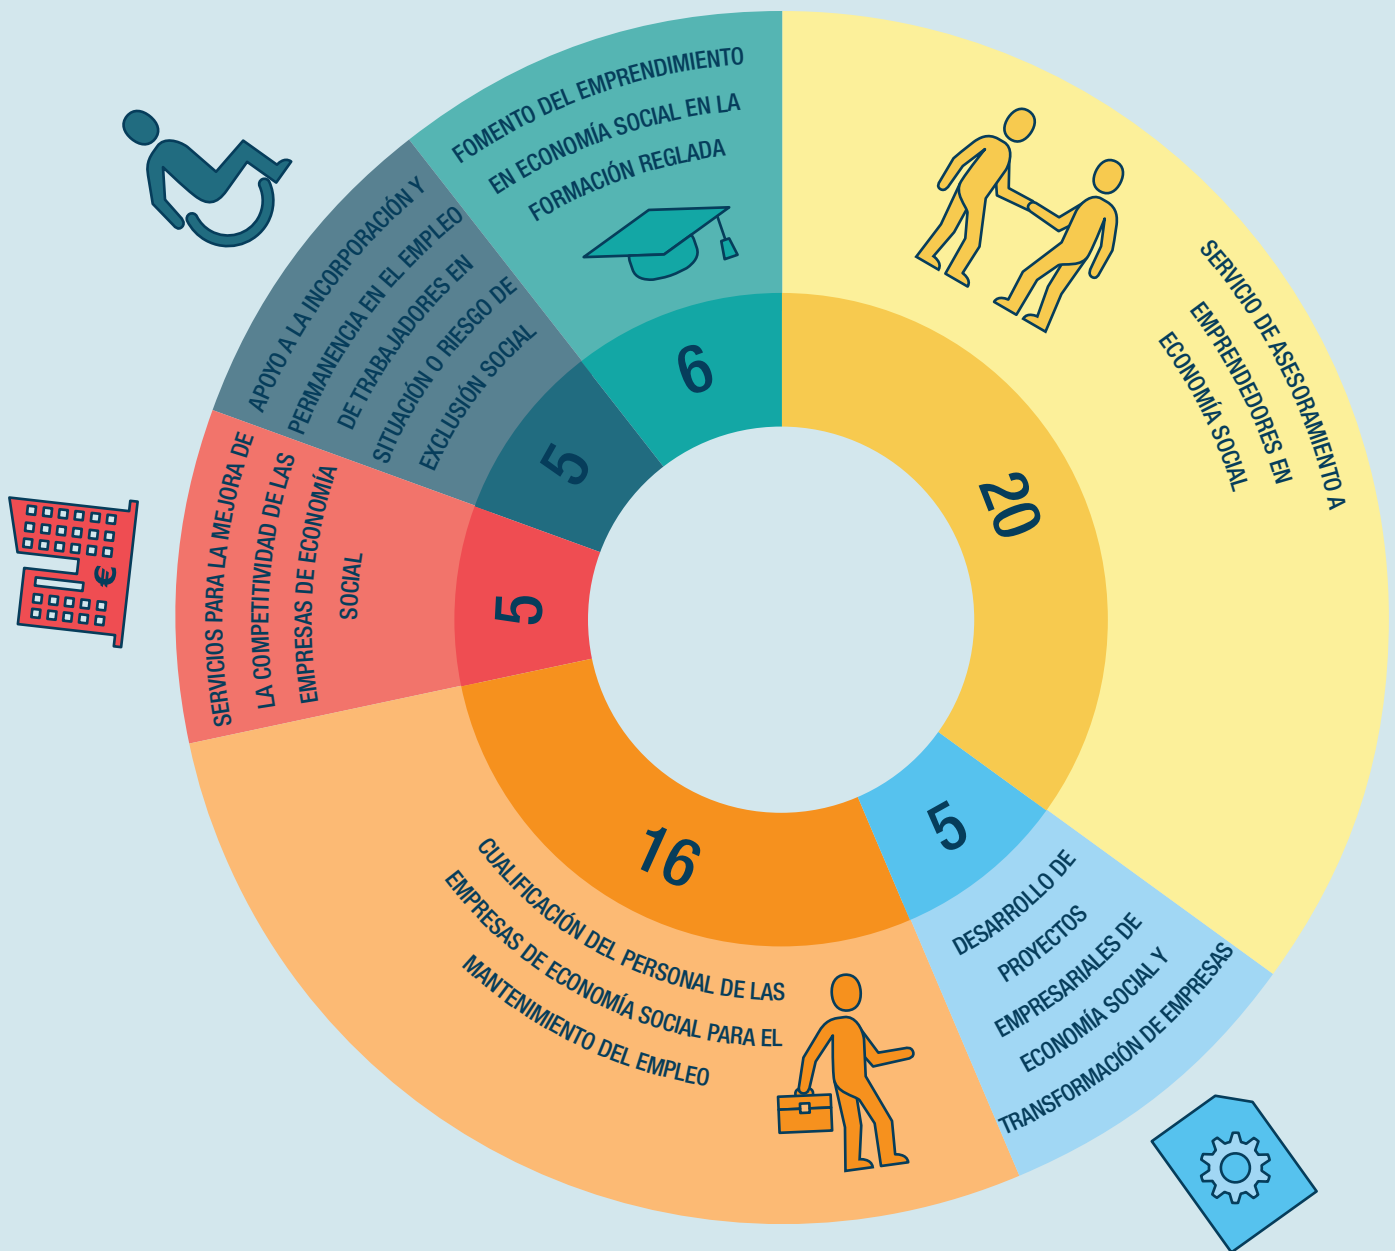 FOMENTO DEL EMPRENDIMIENTO
EN ECONOMÍA SOCIAL EN LA
FORMACIÓN REGLADA
6
SERVICIO DE ASESORAMIENTO A
EMPRENDEDORES EN
ECONOMÍA SOCIAL
20
DESARROLLO DE
PROYECTOS
EMPRESARIALES DE
ECONOMÍA SOCIAL Y
TRANSFORMACIÓN DE EMPRESAS
5
CUALIFICACIÓN DEL PERSONAL DE LAS
EMPRESAS DE ECONOMÍA SOCIAL PARA EL
MANTENIMIENTO DEL EMPLEO
16
SERVICIOS PARA LA MEJORA DE
LA COMPETITIVIDAD DE LAS
EMPRESAS DE ECONOMÍA
SOCIAL
5
€
APOYO A LA INCORPORACIÓN Y
PERMANENCIA EN EL EMPLEO
DE TRABAJADORES EN
SITUACIÓN O RIESGO DE
EXCLUSIÓN SOCIAL
5